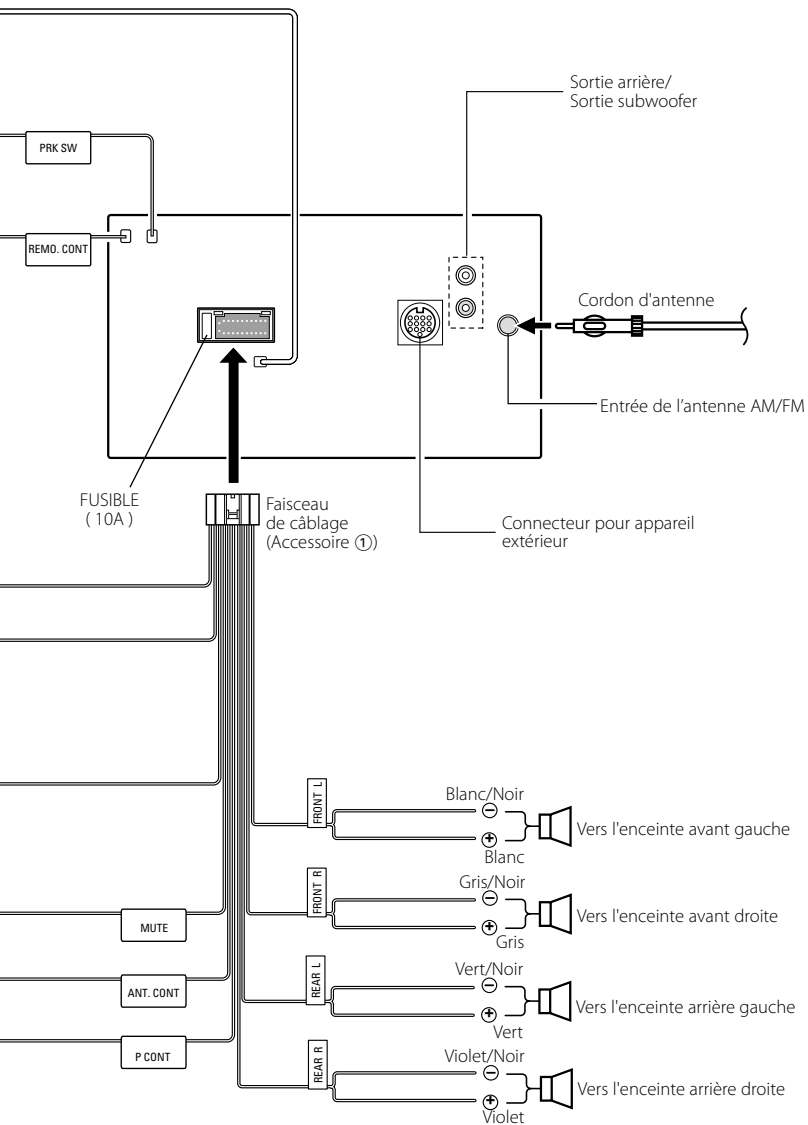 Sortie arrière/
Sortie subwoofer
PRK SW
REMO. CONT
Cordon d'antenne
Entrée de l’antenne AM/FM
FUSIBLE
( 10A )
Faisceau
de câblage
(Accessoire ①)
Connecteur pour appareil
extérieur
FRONT L
Blanc/Noir
Vers l'enceinte avant gauche
Blanc
FRONT R
Gris/Noir
Vers l'enceinte avant droite
Gris
MUTE
REAR L
Vert/Noir
Vers l'enceinte arrière gauche
Vert
ANT. CONT
REAR R
Violet/Noir
Vers l'enceinte arrière droite
Violet
P CONT